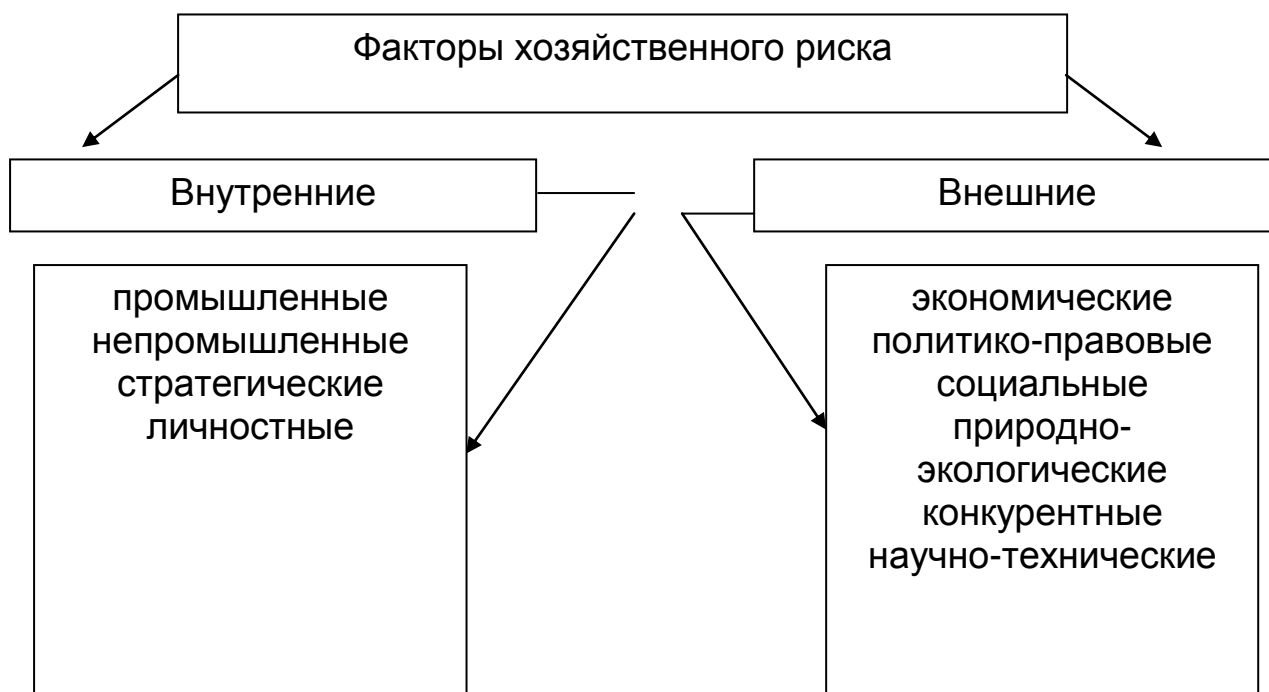 Факторы хозяйственного риска
Внутренние
Внешние
промышленные
непромышленные
стратегические
личностные
экономические
политико-правовые
социальные
природно-
экологические
конкурентные
научно-технические